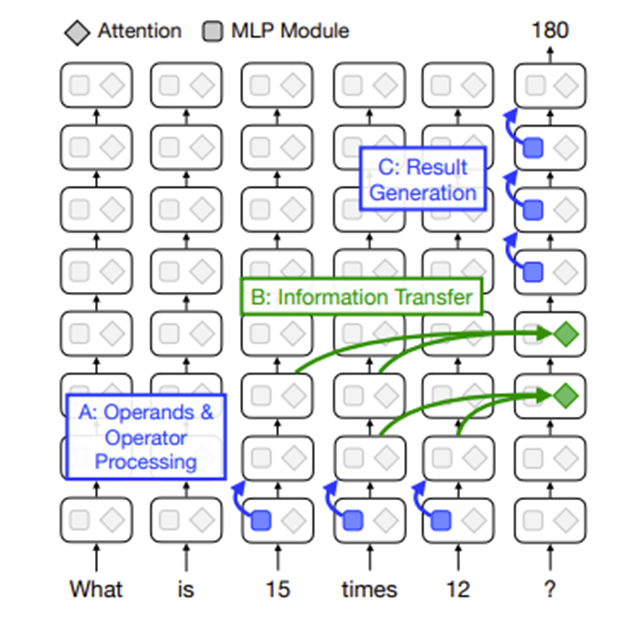 Attention MLP Module 180
C: Result
Generation
B: Information Transfer
A: Operands &
Operator
Processing
What is 15 times 12 ?